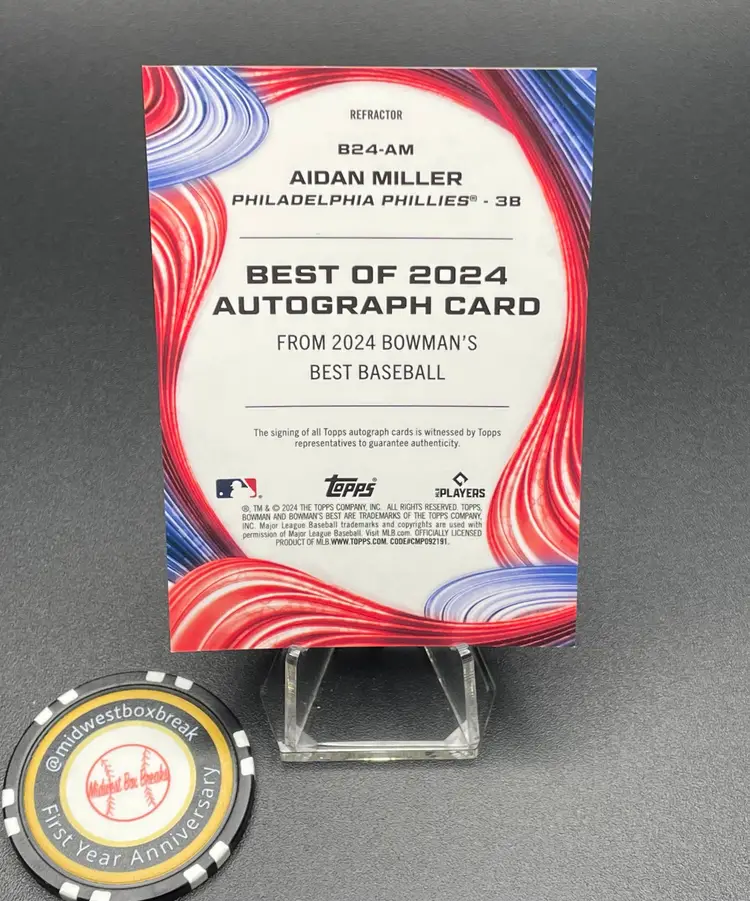 REFRACTOR
B24-AM
AIDAN MILLER
PHILADELPHIA PHILLIES® - 3B
BEST OF 2024
AUTOGRAPH CARD
FROM 2024 BOWMAN'S
BEST BASEBALL
The signing of all Topps autograph cards is witnessed by Topps
representatives to guarantee authenticity.
topps®
MLB PLAYERS
®, TM & © 2024 THE TOPPS COMPANY, INC. ALL RIGHTS RESERVED. TOPPS,
BOWMAN AND BOWMAN'S BEST ARE TRADEMARKS OF THE TOPPS COMPANY,
INC. Major League Baseball trademarks and copyrights are used with
permission of Major League Baseball. Visit MLB.com. OFFICIALLY LICENSED
PRODUCT OF MLB. WWW.TOPPS.COM. CODE#CMP092191.
@midwestboxbreak
Midwest Box Breaks
First Year Anniversary